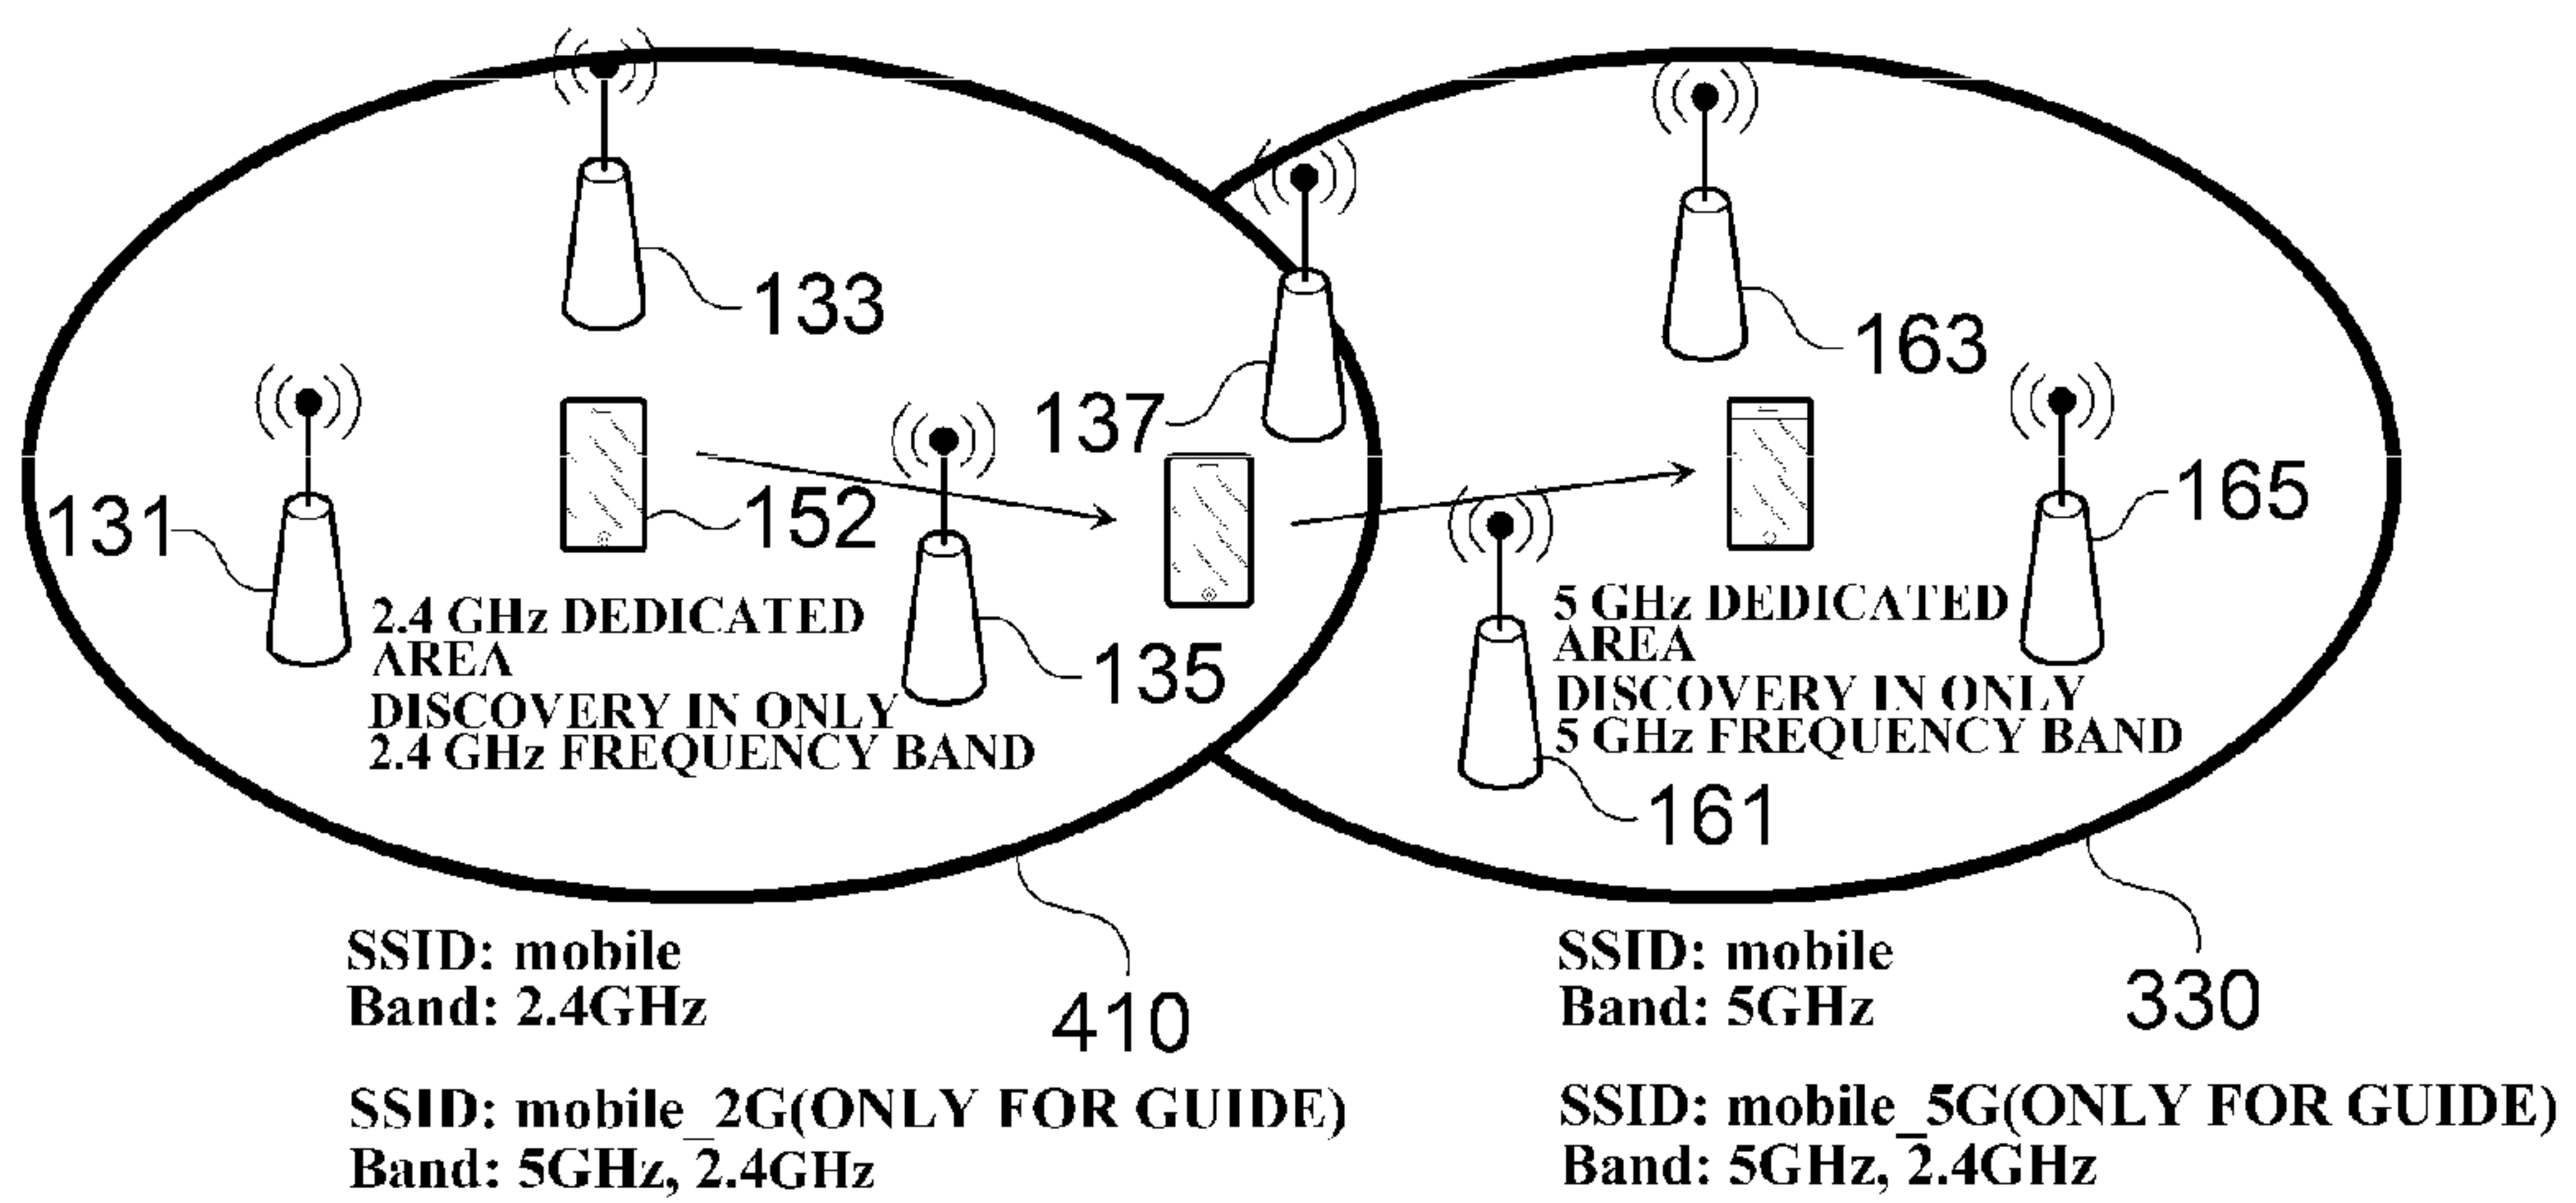 133
163
137
131
152
165
2.4 GHz DEDICATED
AREA
DISCOVERY IN ONLY
2.4 GHz FREQUENCY BAND
135
5 GHz DEDICATED
AREA
DISCOVERY IN ONLY
5 GHz FREQUENCY BAND
161
SSID: mobile
Band: 2.4GHz
410
SSID: mobile_2G(ONLY FOR GUIDE)
Band: 5GHz, 2.4GHz
SSID: mobile
Band: 5GHz
330
SSID: mobile_5G(ONLY FOR GUIDE)
Band: 5GHz, 2.4GHz